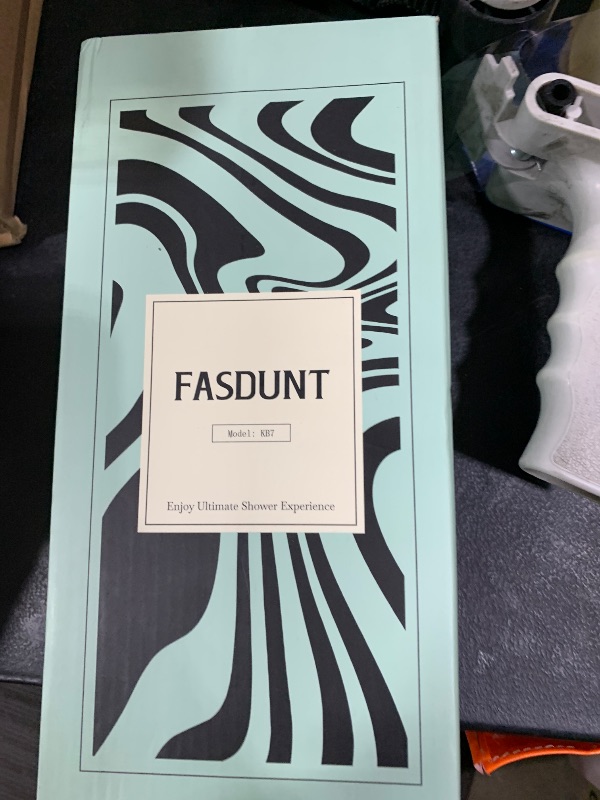 FASDUNT
Model: KB7
Enjoy Ultimate Shower Experience